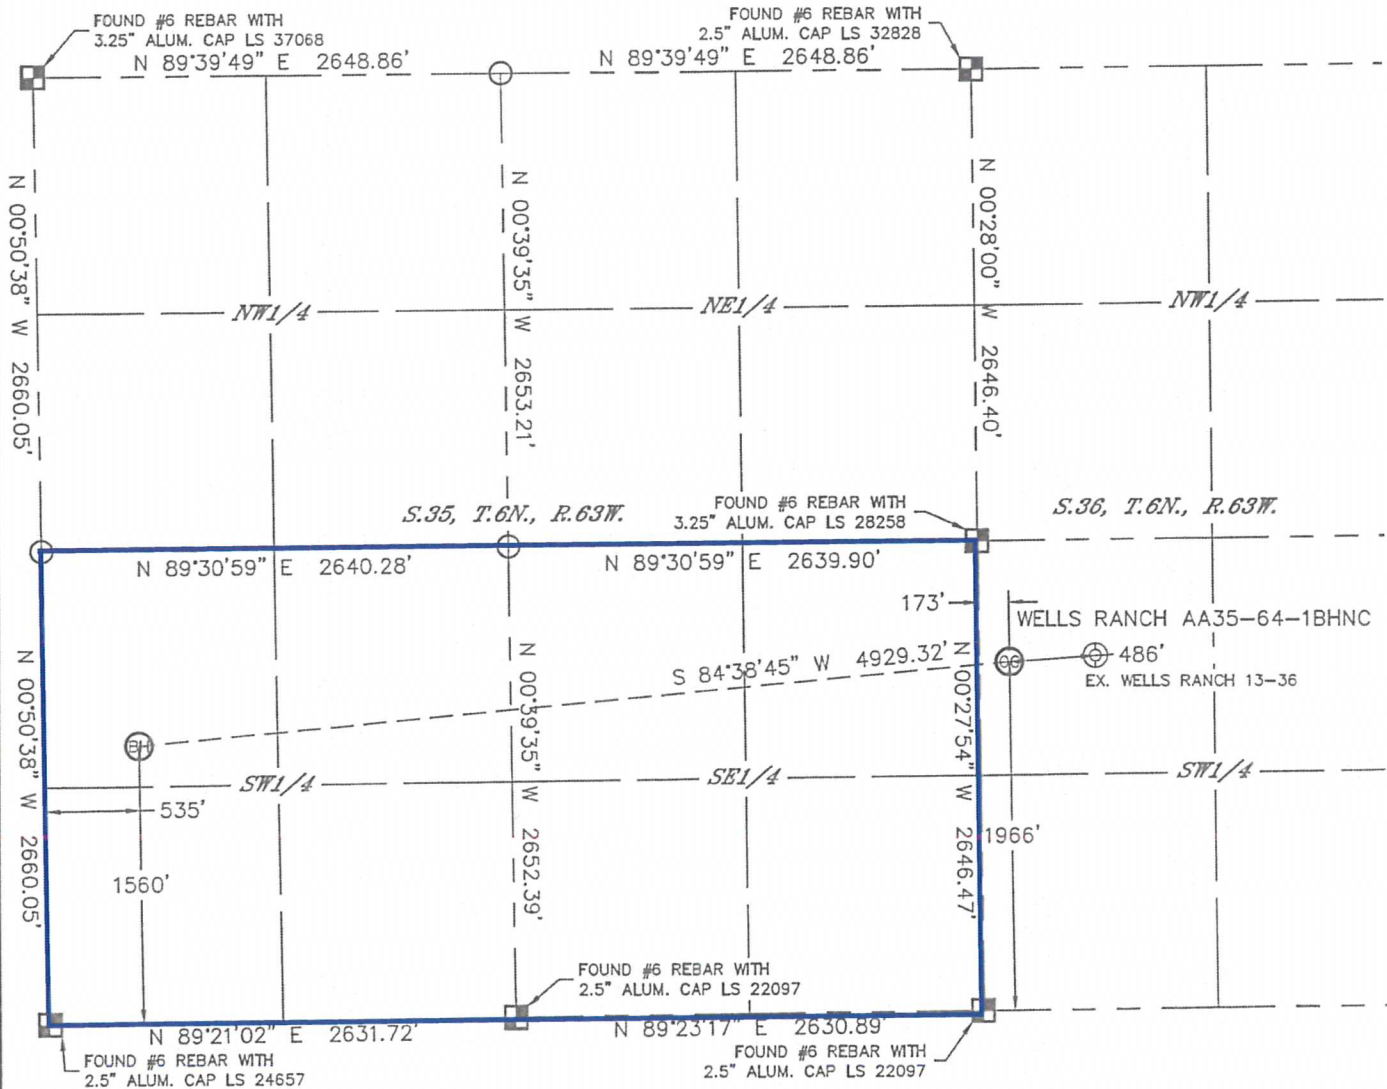 FOUND #6 REBAR WITH
3.25" ALUM. CAP LS 37068
FOUND #6 REBAR WITH
2.5" ALUM. CAP LS 32828
N 89°39'49" E 2648.86'
N 89°39'49" E 2648.86'
N 00°50'38" W 2660.05'
N 00°39'35" W 2653.21'
N 00°28'00" W 2646.40'
NW1/4
NE1/4
NW1/4
S.35, T.6N., R.63W.
FOUND #6 REBAR WITH
3.25" ALUM. CAP LS 28258
S.36, T.6N., R.63W.
N 89°30'59" E 2640.28'
N 89°30'59" E 2639.90'
173'
WELLS RANCH AA35-64-1BHNC
OG
486'
EX. WELLS RANCH 13-36
S 84°38'45" W 4929.32'
N 00°50'38" W 2660.05'
N 00°39'35" W 2652.39'
N 00°27'54" W 2646.47'
BH
SW1/4
SE1/4
SW1/4
535'
1560'
1966'
FOUND #6 REBAR WITH
2.5" ALUM. CAP LS 22097
N 89°21'02" E 2631.72'
N 89°23'17" E 2630.89'
FOUND #6 REBAR WITH
2.5" ALUM. CAP LS 24657
FOUND #6 REBAR WITH
2.5" ALUM. CAP LS 22097